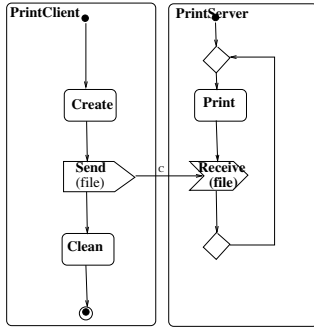 PrintClient
PrintServer
Create
Print
Send
(file)
C
Receive
(file)
Clean